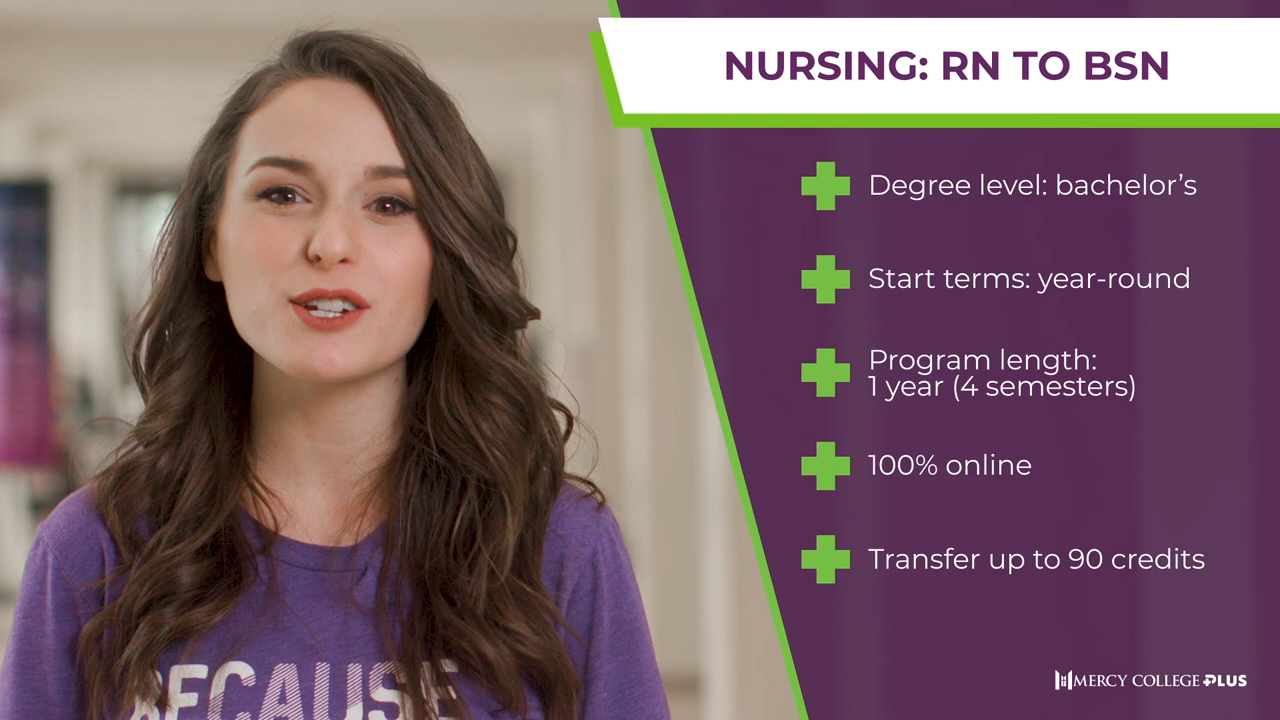 NURSING: RN TO BSN
Degree level: bachelor’s
Start terms: year-round
Program length:
1 year (4 semesters)
100% online
Transfer up to 90 credits
BECAUSE
MERCY COLLEGE PLUS